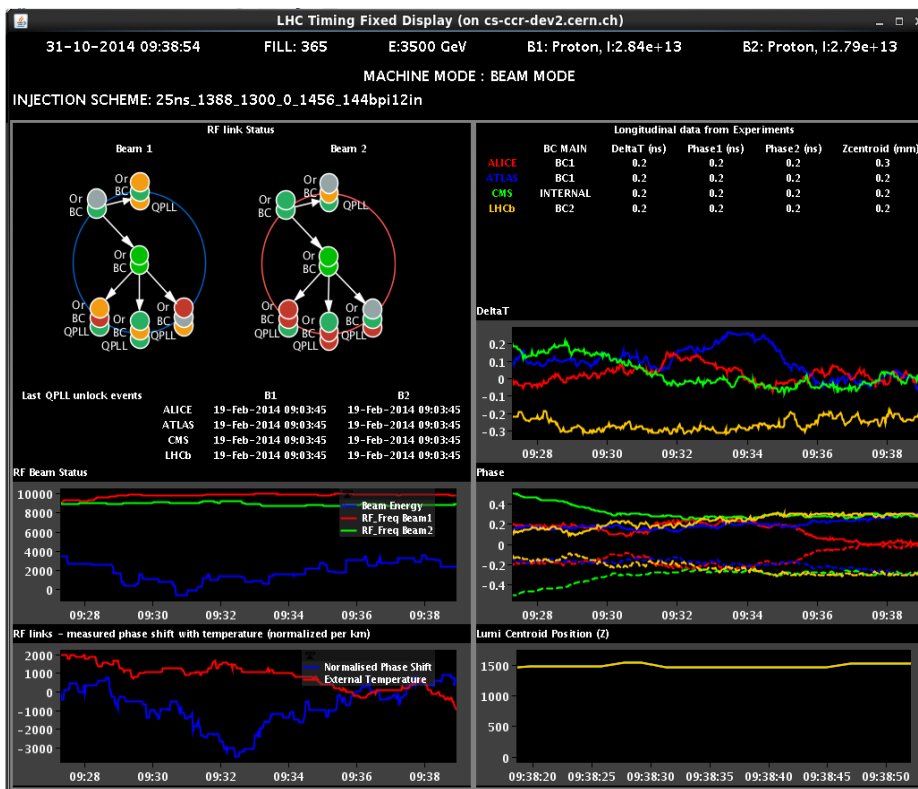 LHC Timing Fixed Display (on cs-ccr-dev2.cern.ch)
31-10-2014 09:38:54 FILL: 365 E:3500 GeV B1: Proton, I:2.84e+13 B2: Proton, I:2.79e+13
MACHINE MODE : BEAM MODE
INJECTION SCHEME: 25ns_1388_1300_0_1456_144bpi12in
RF link Status
Beam 1 Beam 2
Or Or
BC BC
QPLL
Or Or
BC BC
QPLL
Or
BC
Or
BC
Or Or Or
BC BC BC
QPLL QPLL
QPLL
Or Or Or
BC BC BC
QPLL QPLL
QPLL
Last QPLL unlock events B1 B2
ALICE 19-Feb-2014 09:03:45 19-Feb-2014 09:03:45
ATLAS 19-Feb-2014 09:03:45 19-Feb-2014 09:03:45
CMS 19-Feb-2014 09:03:45 19-Feb-2014 09:03:45
LHCb 19-Feb-2014 09:03:45 19-Feb-2014 09:03:45
RF Beam Status
10000
8000
6000
4000
2000
0
Beam Energy
RF_Freq Beam1
RF_Freq Beam2
09:28 09:30 09:32 09:34 09:36 09:38
RF links - measured phase shift with temperature (normalized per km)
2000
1000
0
-1000
-2000
-3000
Normalised Phase Shift
External Temperature
09:28 09:30 09:32 09:34 09:36 09:38
Longitudinal data from Experiments
BC MAIN DeltaT (ns) Phase1 (ns) Phase2 (ns) Zcentroid (mm)
ALICE BC1 0.2 0.2 0.2 0.3
ATLAS BC1 0.2 0.2 0.2 0.2
CMS INTERNAL 0.2 0.2 0.2 0.2
LHCb BC2 0.2 0.2 0.2 0.2
DeltaT
0.2
0.1
0
-0.1
-0.2
-0.3
09:28 09:30 09:32 09:34 09:36 09:38
Phase
0.4
0.2
0
-0.2
-0.4
09:28 09:30 09:32 09:34 09:36 09:38
Lumi Centroid Position (Z)
1500
1000
500
0
09:38:20 09:38:25 09:38:30 09:38:35 09:38:40 09:38:45 09:38:50